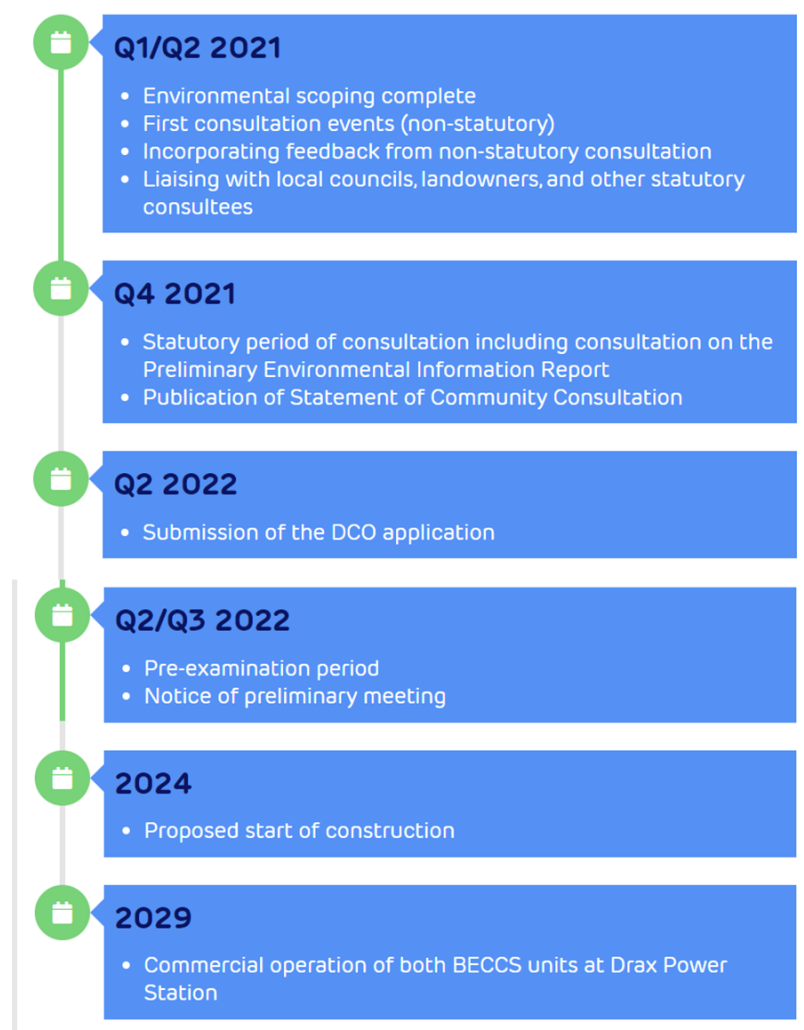 Q1/Q2 2021
• Environmental scoping complete
• First consultation events (non-statutory)
• Incorporating feedback from non-statutory consultation
• Liaising with local councils, landowners, and other statutory
consultees
Q4 2021
• Statutory period of consultation including consultation on the
Preliminary Environmental Information Report
• Publication of Statement of Community Consultation
Q2 2022
• Submission of the DCO application
Q2/Q3 2022
• Pre-examination period
• Notice of preliminary meeting
2024
• Proposed start of construction
2029
• Commercial operation of both BECCS units at Drax Power
Station